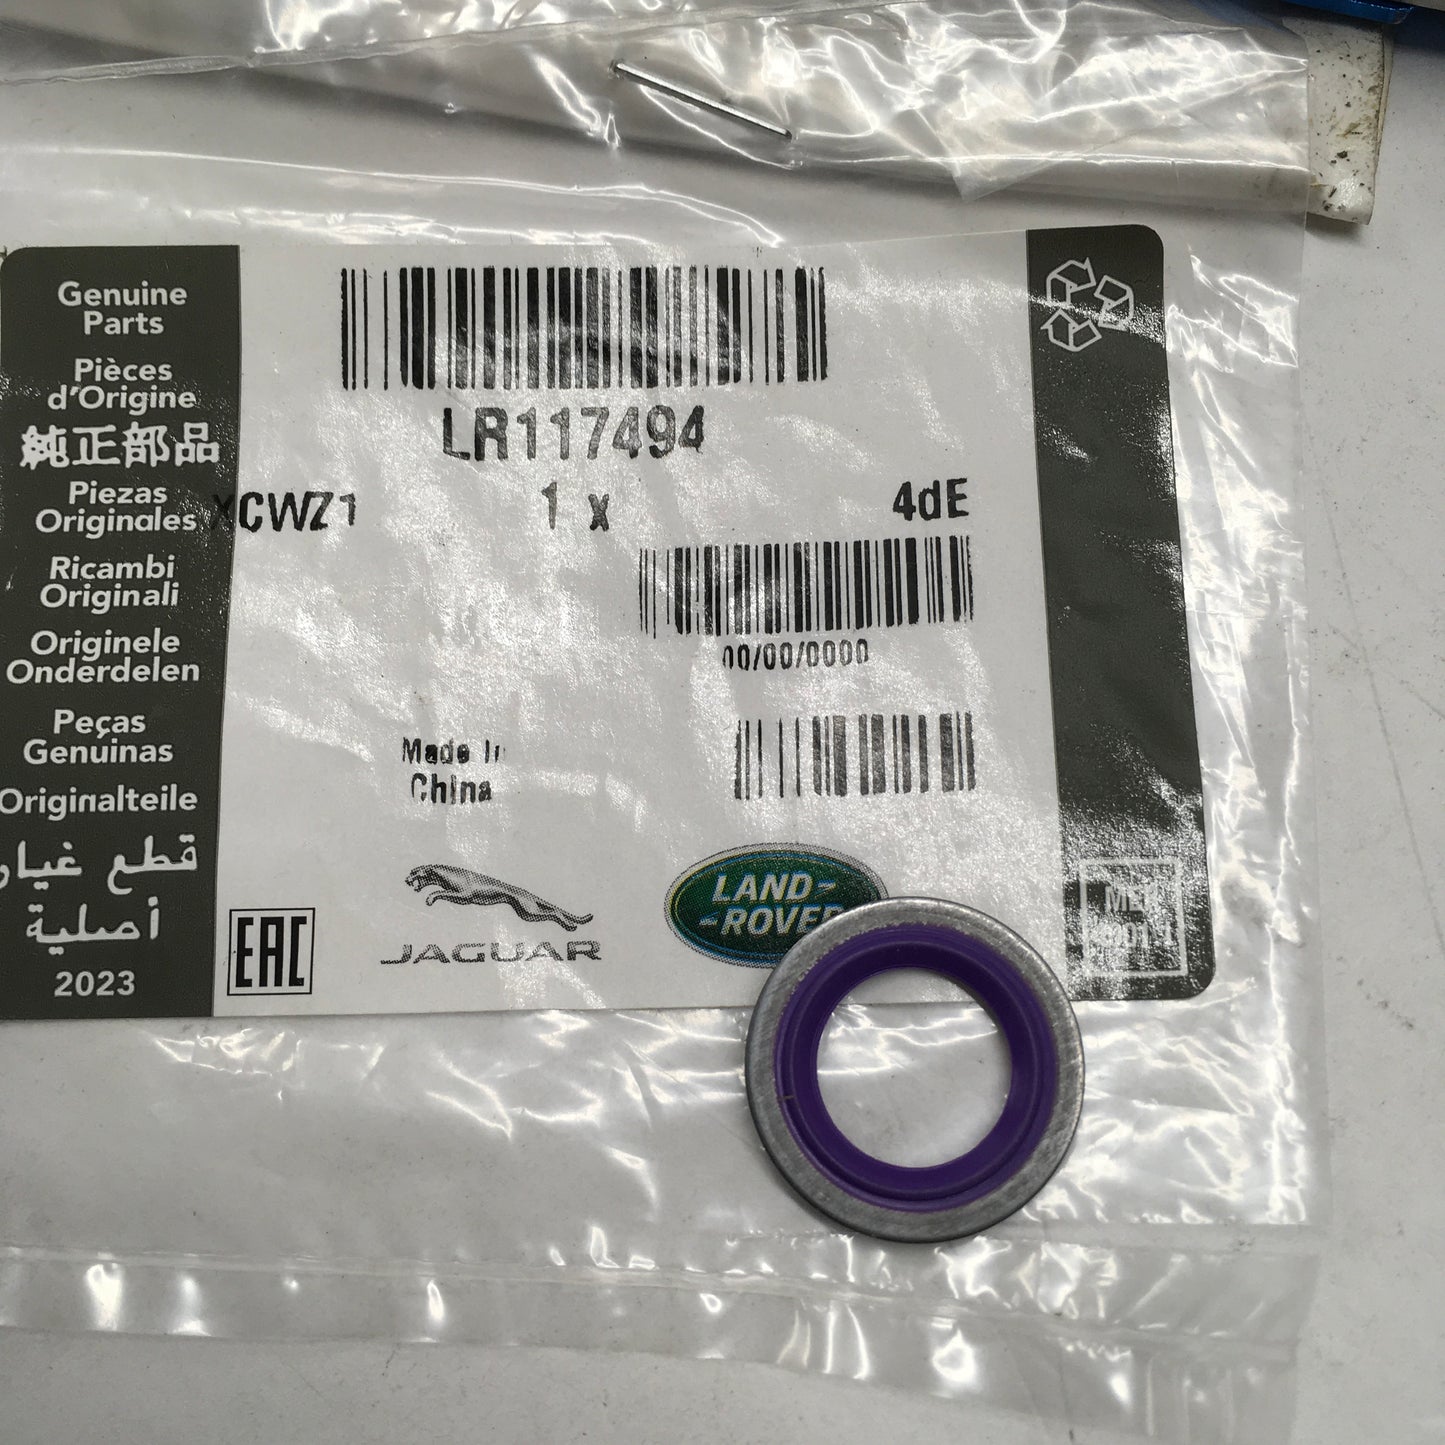 Genuine
Parts
Pièces
d'Origine
純正部品
Piezas
Originales
Ricambi
Originali
Originele
Onderdelen
Peças
Genuinas
Originalteile
قطع غيار
أصلية
2023
LR117494
XCWZ1 1 x 4dE
00/00/0000
Made In
China
EAC
JAGUAR
LAND-
-ROVER